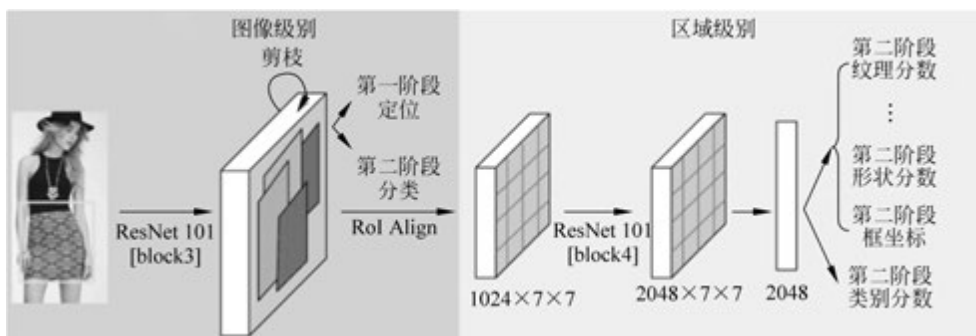 图像级别
剪枝
第一阶段
定位
第二阶段
分类
ResNet 101
[block3]
RoI Align
区域级别
1024×7×7
ResNet 101
[block4]
2048×7×7
2048
第二阶段
纹理分数
⋮
第二阶段
形状分数
第二阶段
框坐标
第二阶段
类别分数